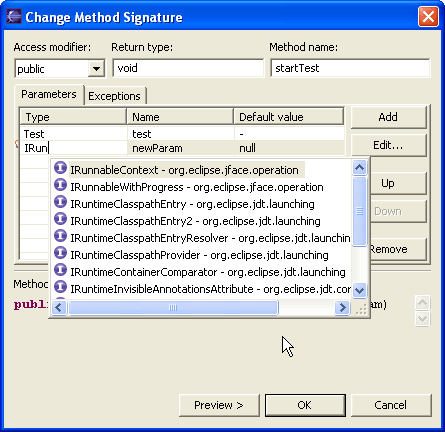 Change Method Signature
Access modifier: Return type: Method name:
public void startTest
Parameters Exceptions
Type Name Default value Add
Test test -
IRun newParam null Edit...
IRunnableContext - org.eclipse.jface.operation
IRunnableWithProgress - org.eclipse.jface.operation Up
IRuntimeClasspathEntry - org.eclipse.jdt.launching
IRuntimeClasspathEntry2 - org.eclipse.jdt.launching Down
IRuntimeClasspathEntryResolver - org.eclipse.jdt.launching
IRuntimeClasspathProvider - org.eclipse.jdt.launching Remove
IRuntimeContainerComparator - org.eclipse.jdt.launching
Metho IRuntimeInvisibleAnnotationsAttribute - org.eclipse.jdt.cor
publi am)
Preview > OK Cancel